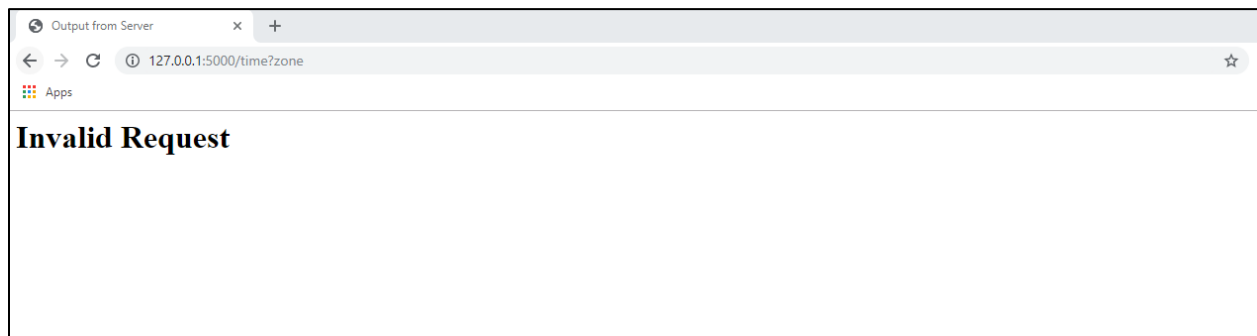 Output from Server
127.0.0.1:5000/time?zone
Apps
Invalid Request